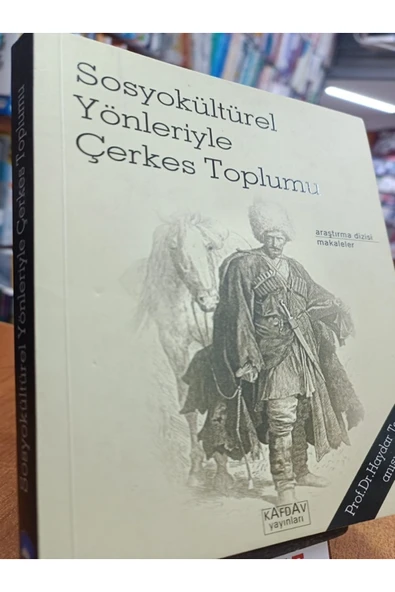 Sosyokültürel
Yönleriyle
Çerkes Toplumu
araştırma dizisi
makaleler
KAFDAV
yayınları
Prof.Dr.Haydar
Sosyokültürel Yönleriyle Çerkes Toplumu